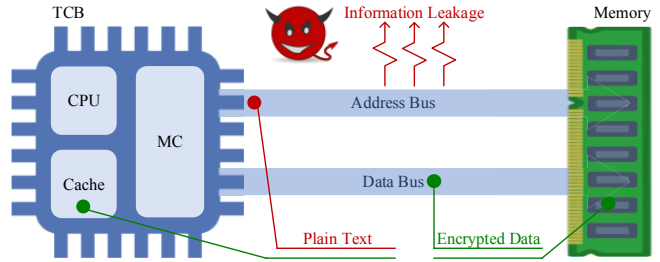 TCB
Information Leakage
Memory
CPU
MC
Address Bus
Cache
Data Bus
Plain Text
Encrypted Data